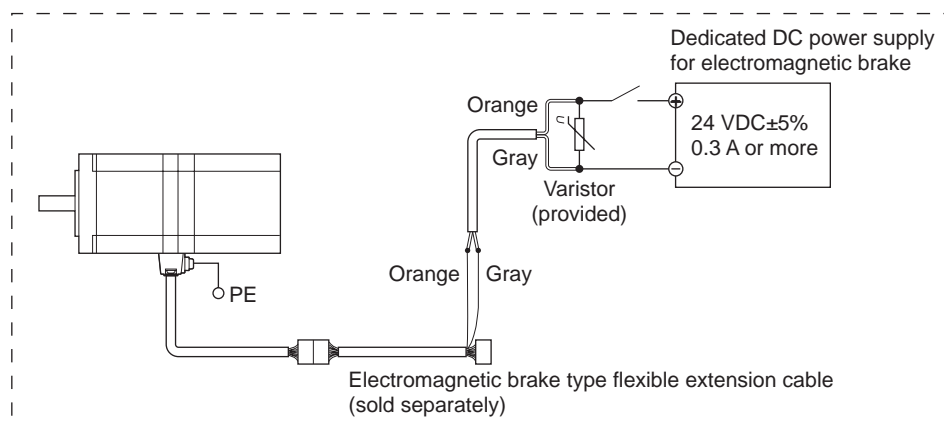 Dedicated DC power supply
for electromagnetic brake
Orange
24 VDC±5%
0.3 A or more
U
Gray
Varistor
(provided)
Orange
Gray
PE
Electromagnetic brake type flexible extension cable
(sold separately)